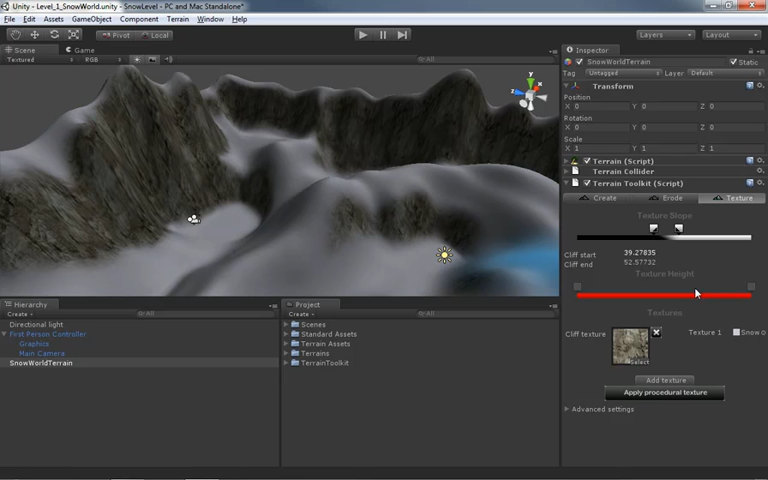 Unity - Level_1_SnowWorld.unity - SnowLevel - PC and Mac Standalone*
File Edit Assets GameObject Component Terrain Window Help
Pivot Local Layers Layout
Scene Game
Textured RGB All
y
x
z
Inspector
SnowWorldTerrain Static
Tag Untagged Layer Default
Transform
Position
X 0 Y 0 Z 0
Rotation
X 0 Y 0 Z 0
Scale
X 1 Y 1 Z 1
Terrain (Script)
Terrain Collider
Terrain Toolkit (Script)
Create Erode Texture
Texture Slope
Cliff start 39.27835
Cliff end 52.57732
Texture Height
Textures
Cliff texture Select Texture 1 Snow
Add texture
Apply procedural texture
Advanced settings
Hierarchy
Create All
Directional light
First Person Controller
Graphics
Main Camera
SnowWorldTerrain
Project
Create All
Scenes
Standard Assets
Terrain Assets
Terrains
TerrainToolkit